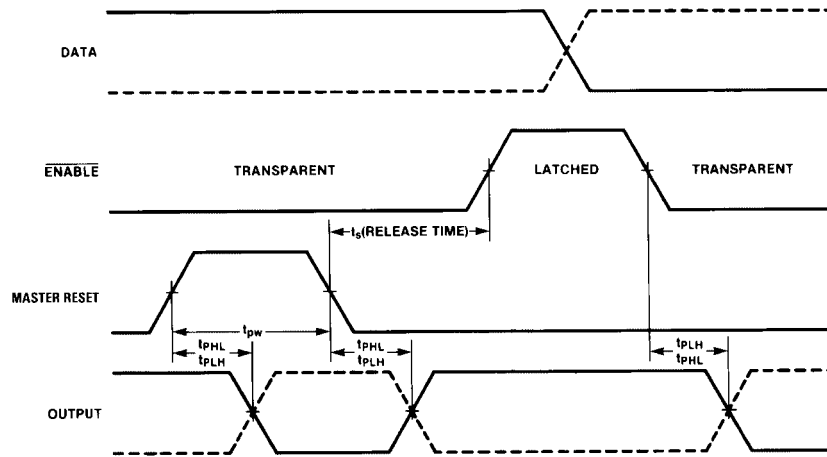 DATA
ENABLE
TRANSPARENT
LATCHED
TRANSPARENT
ts(RELEASE TIME)
MASTER RESET
tpw
tPHL
tPLH
tPHL
tPLH
tPLH
tPHL
OUTPUT